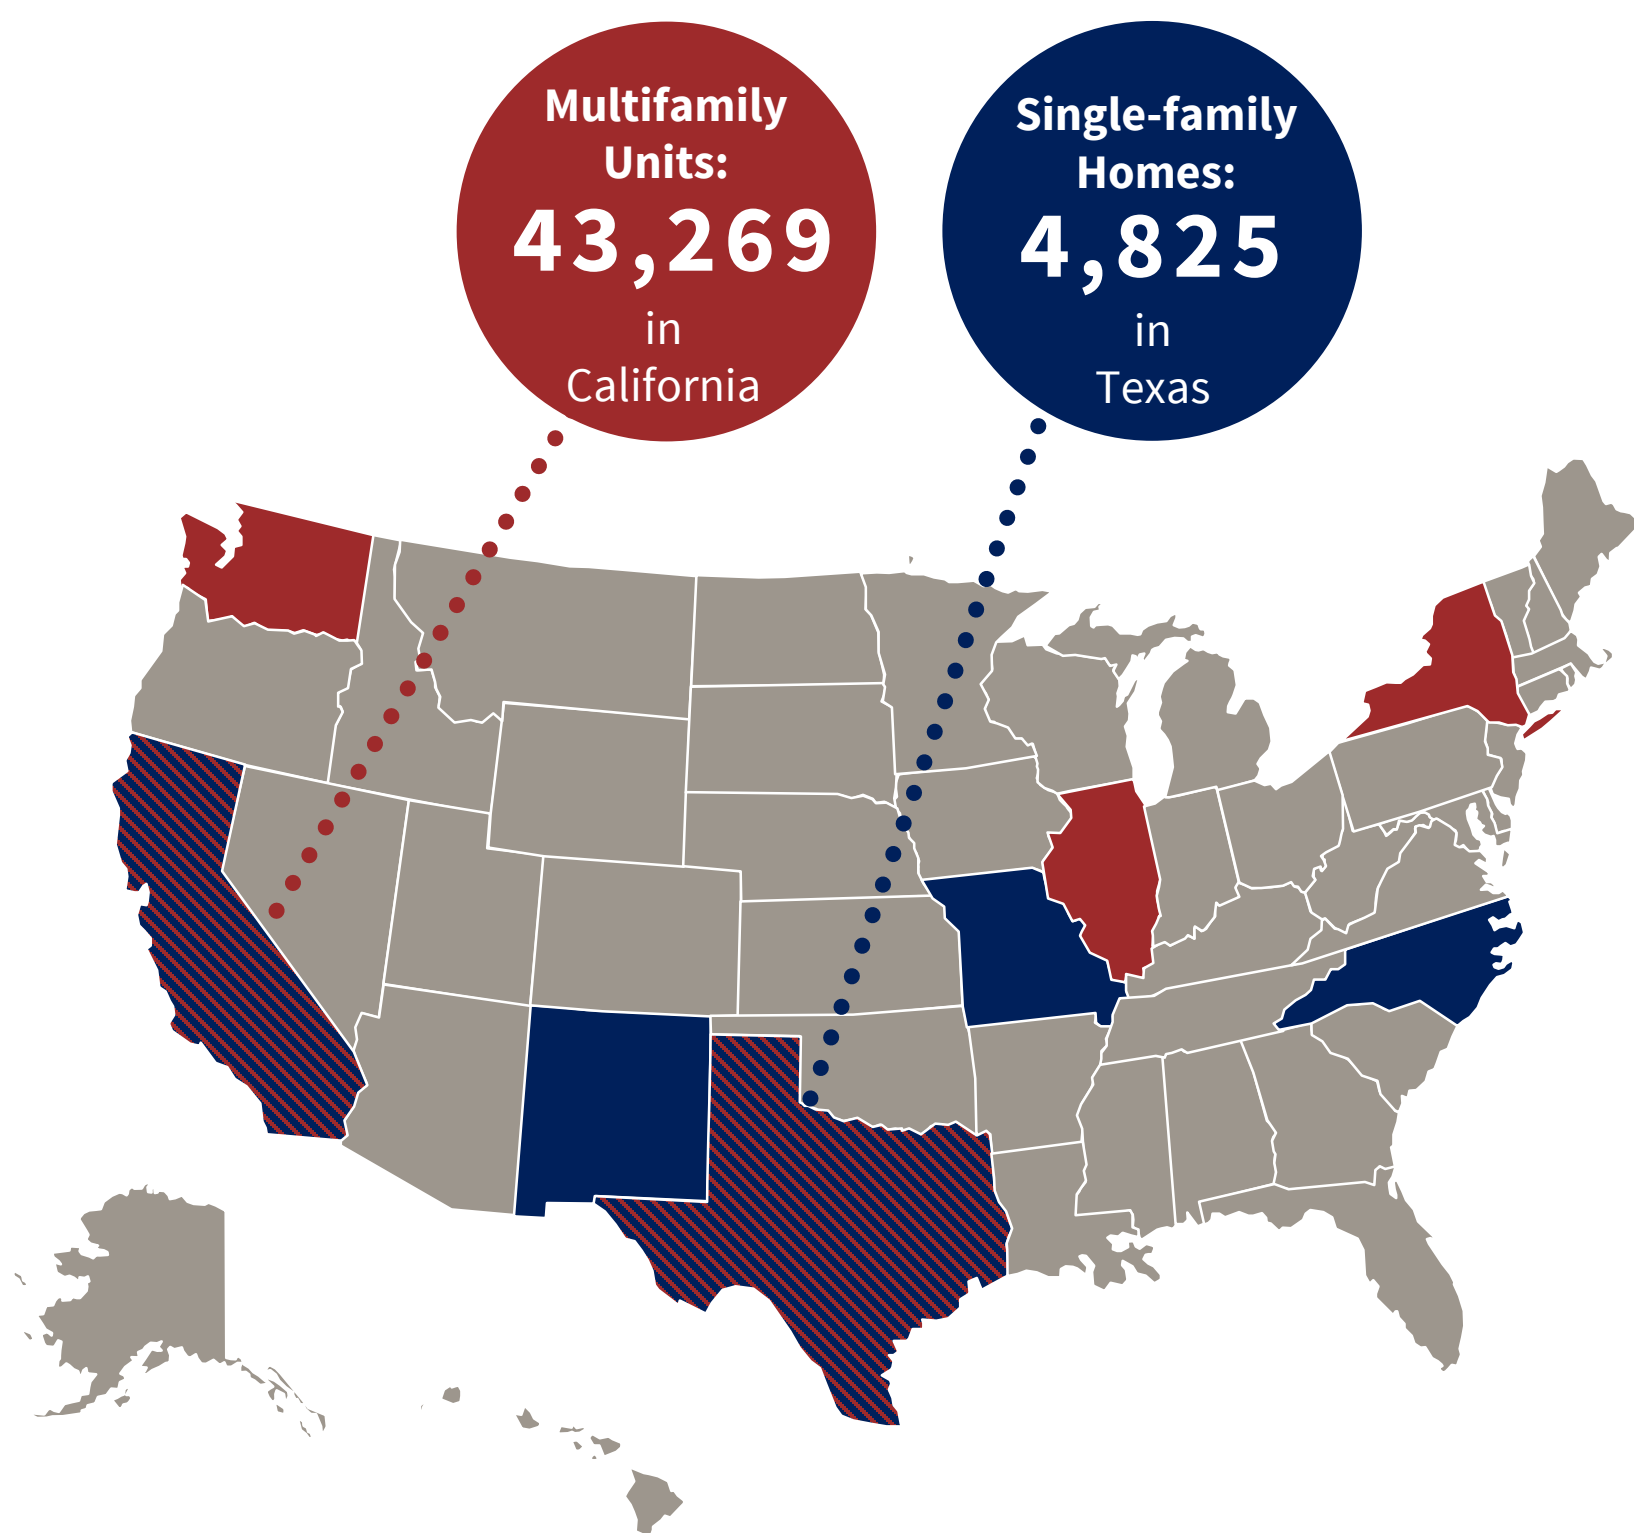 Multifamily
Units:
43,269
in
California
Single-family
Homes:
4,825
in
Texas